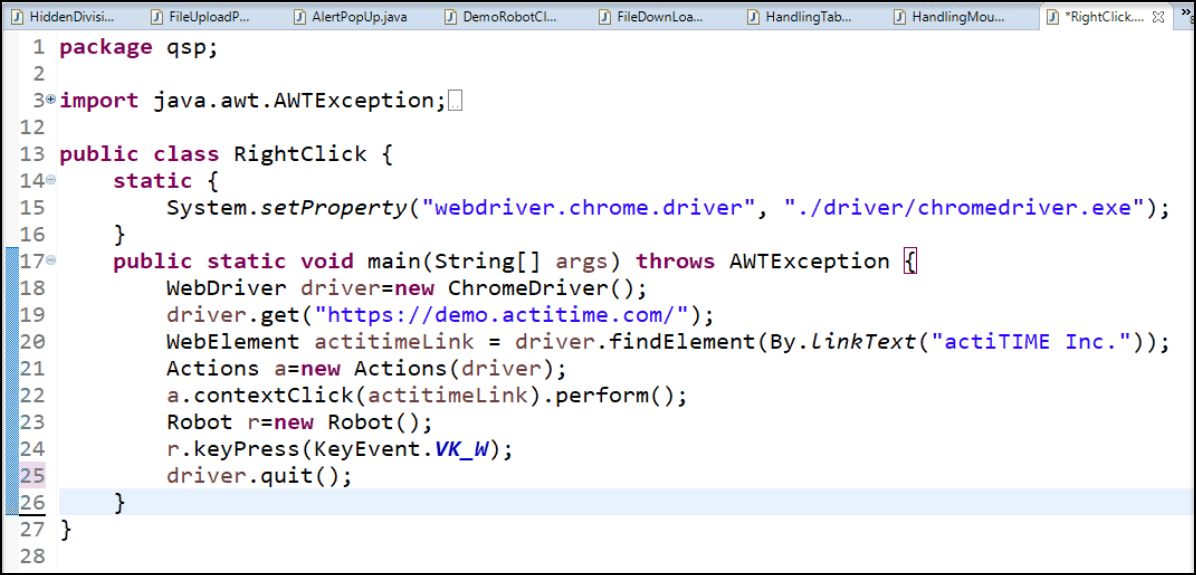 HiddenDivisi... FileUploadP... AlertPopUp.java DemoRobotCl... FileDownLoa... HandlingTab... HandlingMou... *RightClick....
1 package qsp;
2
3 import java.awt.AWTException;
12
13 public class RightClick {
14 static {
15 System.setProperty("webdriver.chrome.driver", "./driver/chromedriver.exe");
16 }
17 public static void main(String[] args) throws AWTException {
18 WebDriver driver=new ChromeDriver();
19 driver.get("https://demo.actitime.com/");
20 WebElement actitimeLink = driver.findElement(By.linkText("actiTIME Inc."));
21 Actions a=new Actions(driver);
22 a.contextClick(actitimeLink).perform();
23 Robot r=new Robot();
24 r.keyPress(KeyEvent.VK_W);
25 driver.quit();
26 }
27 }
28